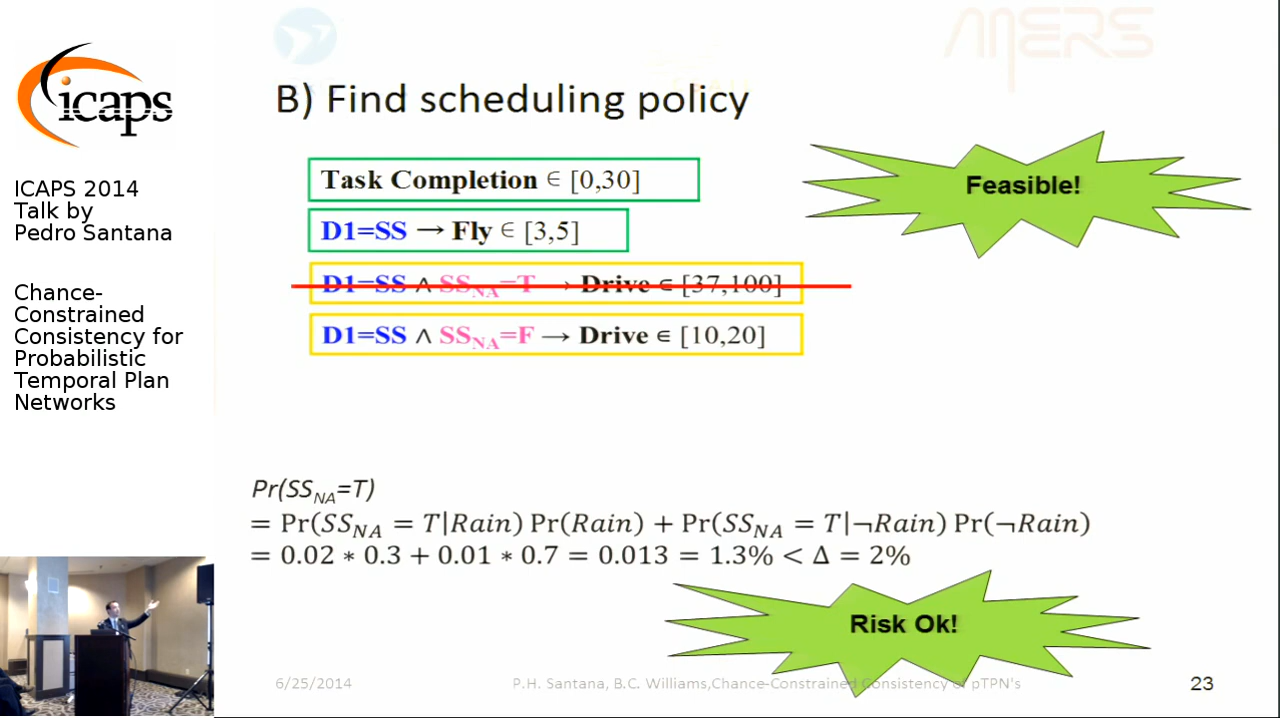 icaps
ICAPS 2014
Talk by
Pedro Santana
Chance-
Constrained
Consistency for
Probabilistic
Temporal Plan
Networks
MERS
B) Find scheduling policy
Task Completion ∈ [0,30]
D1=SS → Fly ∈ [3,5]
D1=SS ∧ SS_NA=T → Drive ∈ [37,100]
D1=SS ∧ SS_NA=F → Drive ∈ [10,20]
Feasible!
Pr(SS_NA=T)
= Pr(SS_NA = T|Rain) Pr(Rain) + Pr(SS_NA = T|¬Rain) Pr(¬Rain)
= 0.02 * 0.3 + 0.01 * 0.7 = 0.013 = 1.3% < Δ = 2%
Risk Ok!
6/25/2014
P.H. Santana, B.C. Williams,Chance-Constrained Consistency of pTPN's
23